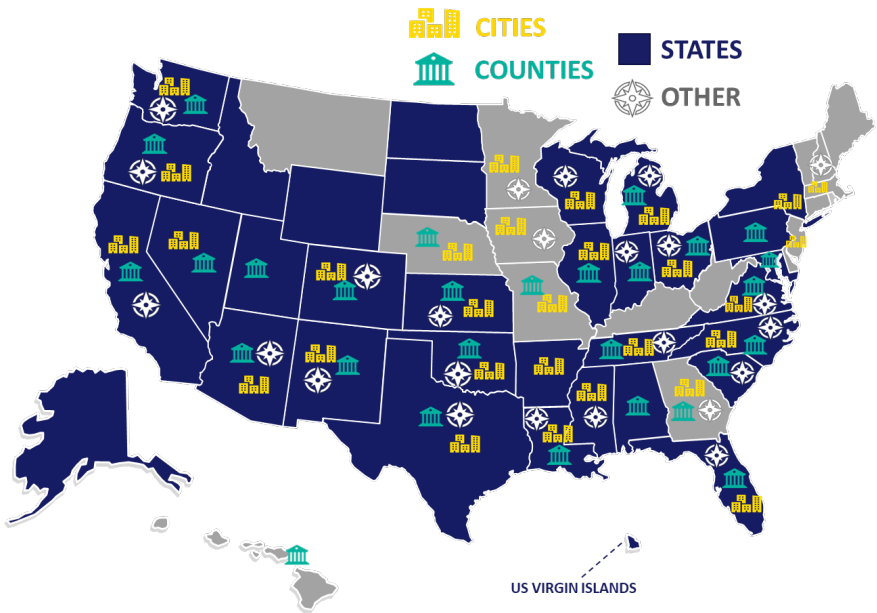 CITIES
COUNTIES
STATES
OTHER
US VIRGIN ISLANDS